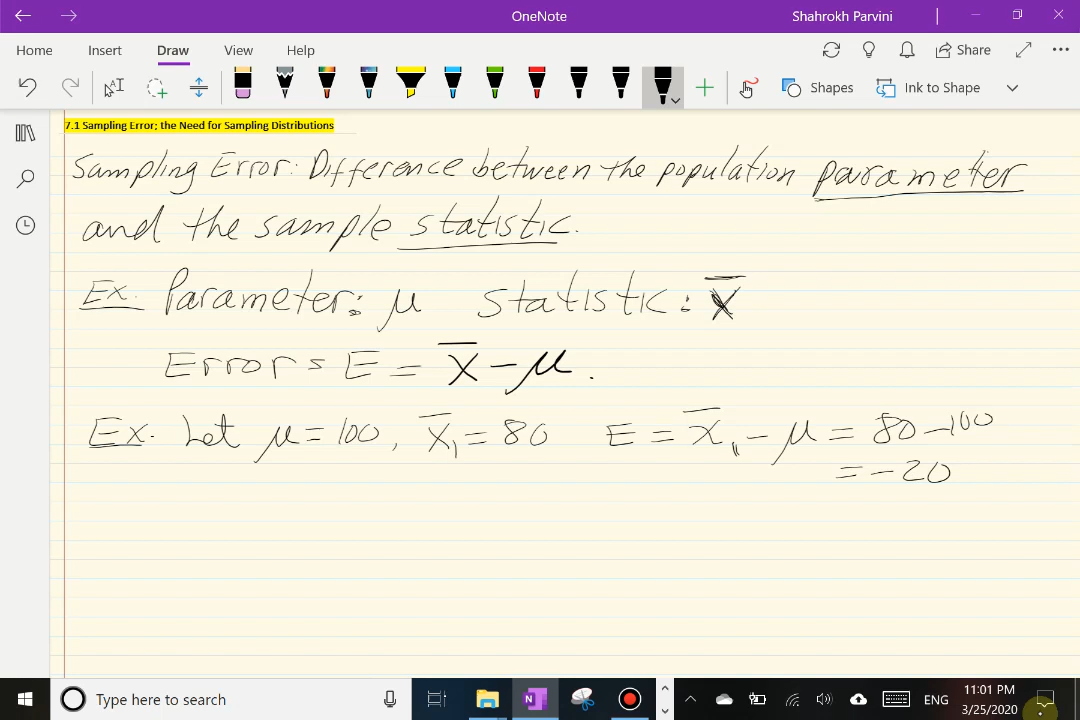 OneNote
Shahrokh Parvini
Home Insert Draw View Help
Share
Shapes
Ink to Shape
7.1 Sampling Error; the Need for Sampling Distributions
Sampling Error: Difference between the population parameter
and the sample statistic.
Ex. Parameter: μ statistic: x̄
Error = E = x̄ - μ.
Ex. Let μ = 100, x̄₁ = 80 E = x̄₁ - μ = 80 - 100
= -20
Type here to search
ENG
11:01 PM
3/25/2020